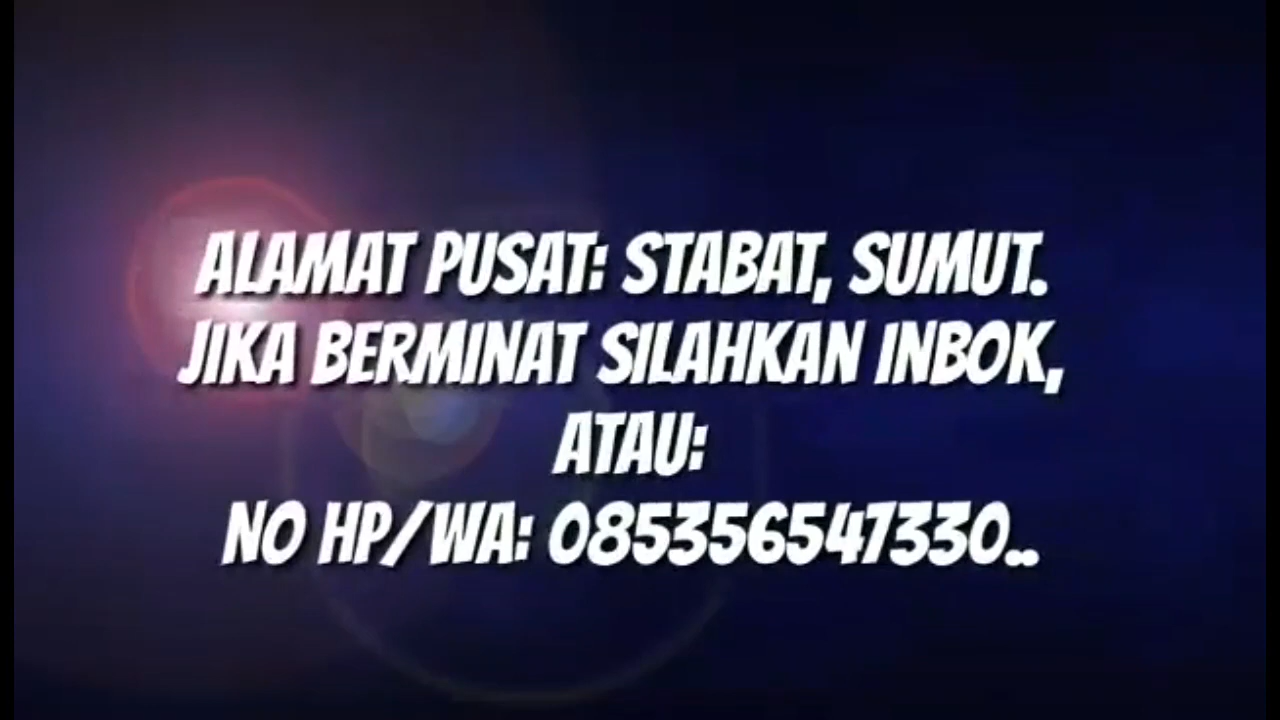 ALAMAT PUSAT: STABAT, SUMUT.
JIKA BERMINAT SILAHKAN INBOK,
ATAU:
NO HP/WA: 085356547330..